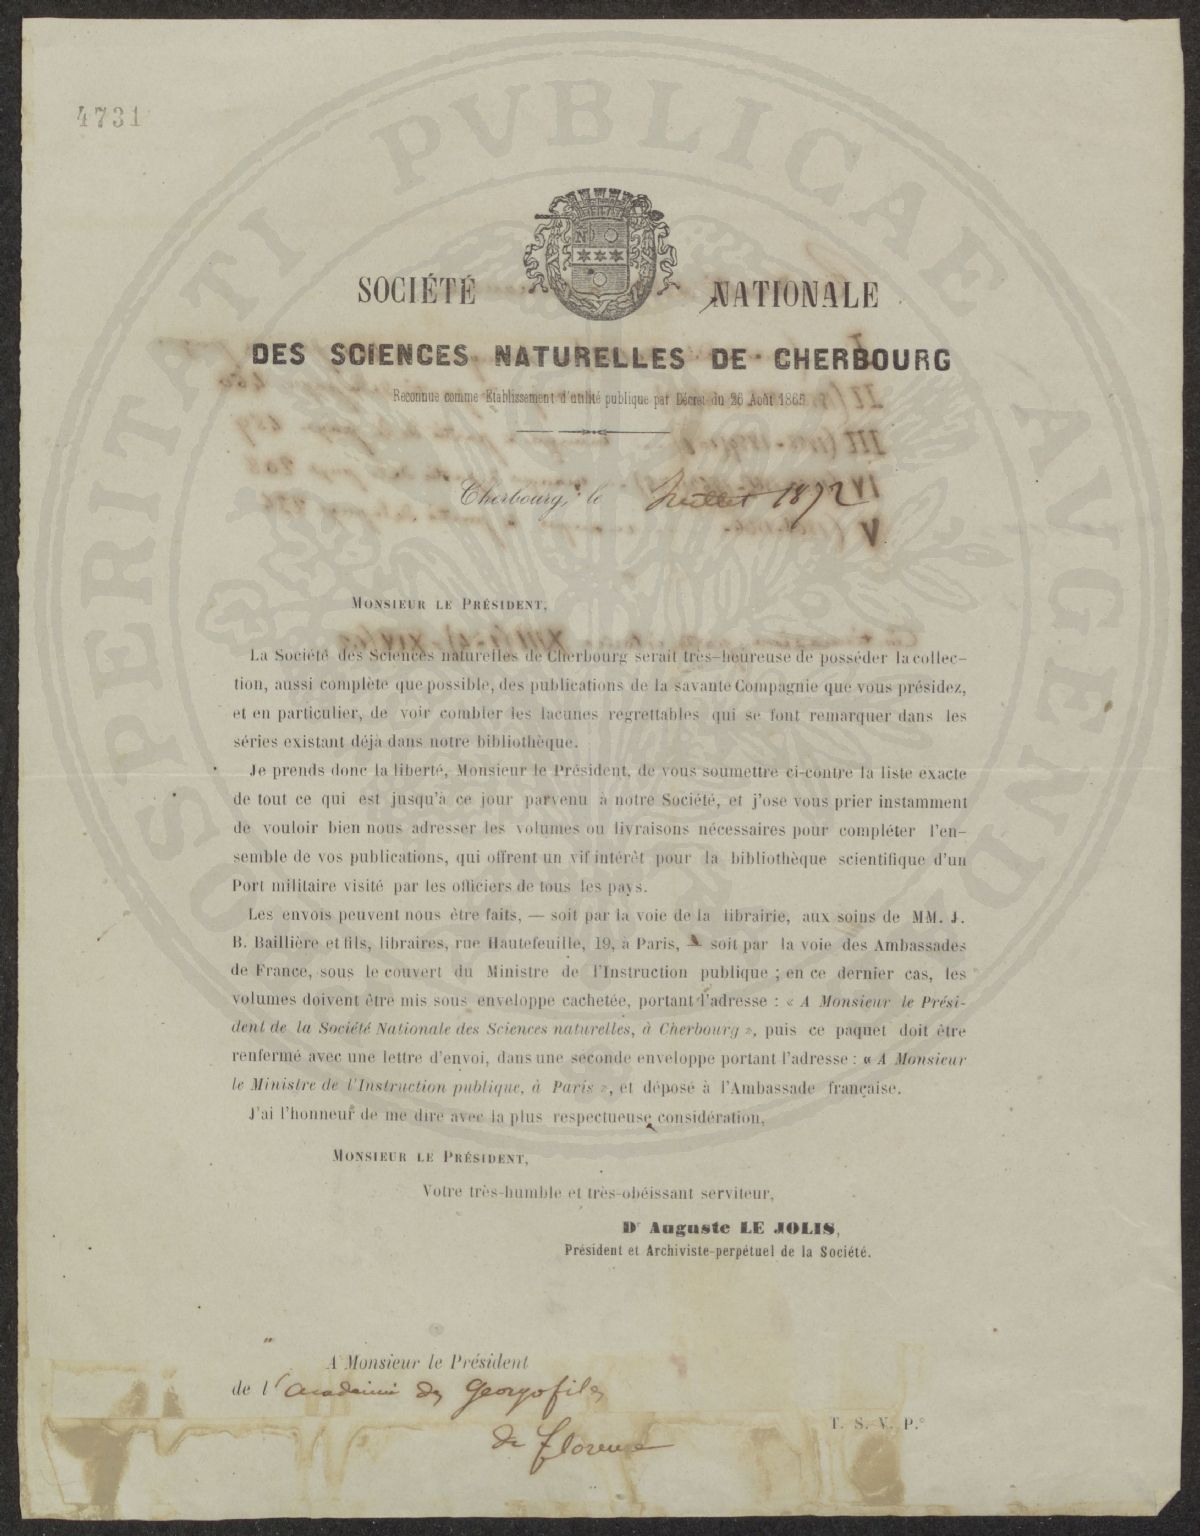 4731
PROSPERITATI PVBLICAE AVGENDAE
N
SOCIÉTÉ NATIONALE
DES SCIENCES NATURELLES DE CHERBOURG
Reconnue comme Établissement d'utilité publique par Décret du 26 Août 1865
Cherbourg, le Juillet 1872
MONSIEUR LE PRÉSIDENT,
La Société des Sciences naturelles de Cherbourg serait très-heureuse de posséder la collec-
tion, aussi complète que possible, des publications de la savante Compagnie que vous présidez,
et en particulier, de voir combler les lacunes regrettables qui se font remarquer dans les
séries existant déjà dans notre bibliothèque.
Je prends donc la liberté, Monsieur le Président, de vous soumettre ci-contre la liste exacte
de tout ce qui est jusqu'à ce jour parvenu à notre Société, et j'ose vous prier instamment
de vouloir bien nous adresser les volumes ou livraisons nécessaires pour compléter l'en-
semble de vos publications, qui offrent un vif intérêt pour la bibliothèque scientifique d'un
Port militaire visité par les officiers de tous les pays.
Les envois peuvent nous être faits, — soit par la voie de la librairie, aux soins de MM. J.
B. Baillière et fils, libraires, rue Hautefeuille, 19, à Paris, — soit par la voie des Ambassades
de France, sous le couvert du Ministre de l'Instruction publique ; en ce dernier cas, les
volumes doivent être mis sous enveloppe cachetée, portant l'adresse : « A Monsieur le Prési-
dent de la Société Nationale des Sciences naturelles, à Cherbourg », puis ce paquet doit être
renfermé avec une lettre d'envoi, dans une seconde enveloppe portant l'adresse : « A Monsieur
le Ministre de l'Instruction publique, à Paris », et déposé à l'Ambassade française.
J'ai l'honneur de me dire avec la plus respectueuse considération,
MONSIEUR LE PRÉSIDENT,
Votre très-humble et très-obéissant serviteur,
Dr Auguste LE JOLIS,
Président et Archiviste-perpétuel de la Société.
A Monsieur le Président
de l'Académie des Georgofiles
de Florence
T. S. V. P.